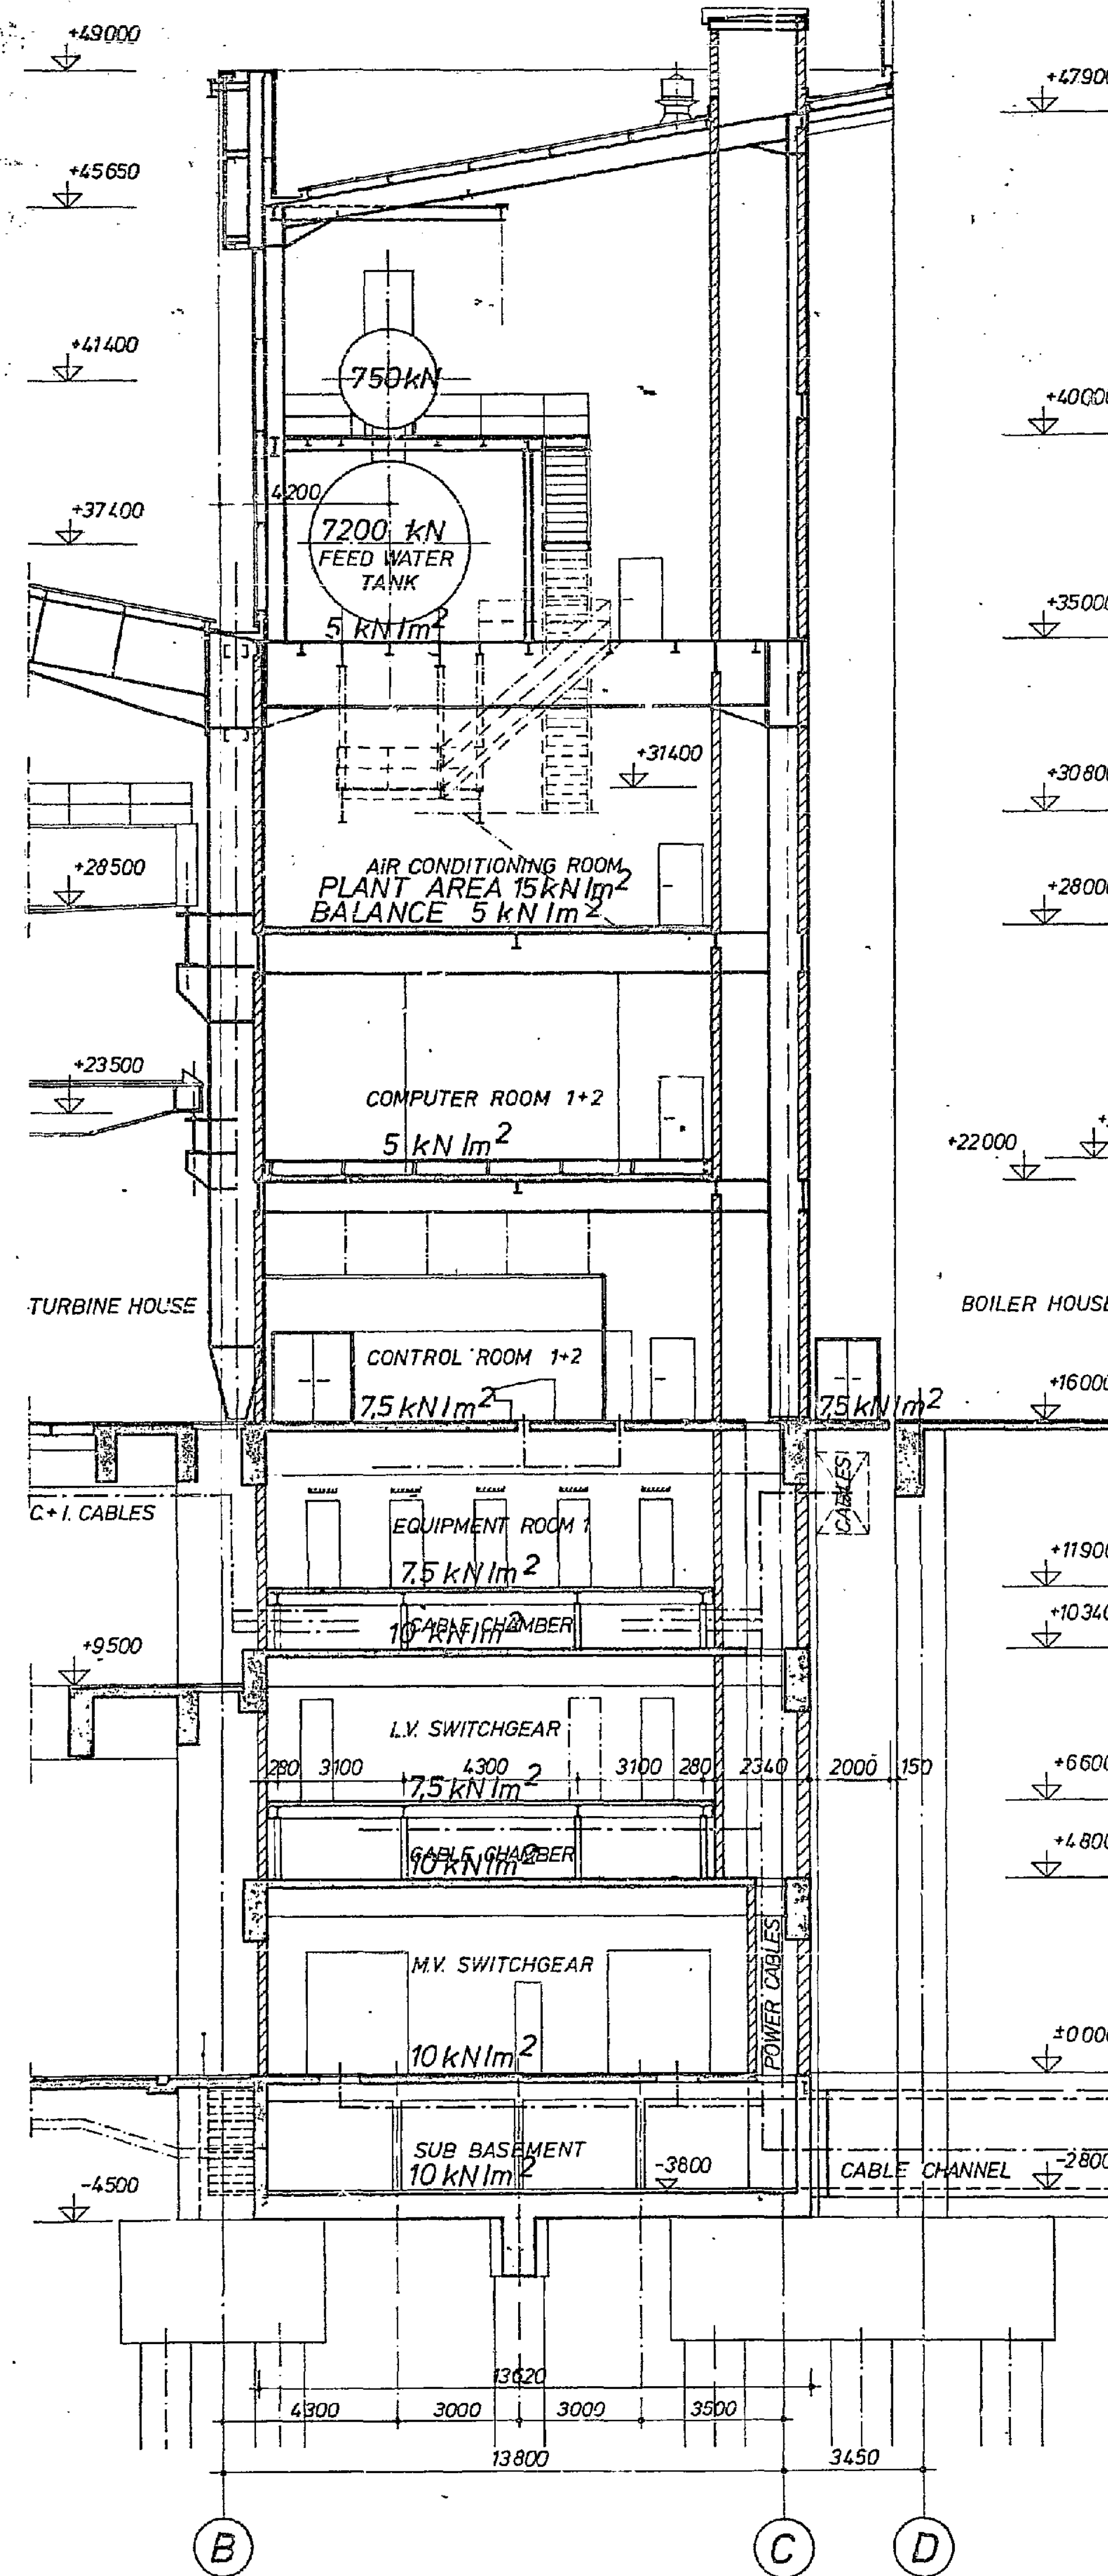 +49000
+47900
+45650
+41400
750kN
+40000
4200
+37400
7200 kN
FEED WATER
TANK
+35000
5 kN/m²
+31400
+30800
+28500
AIR CONDITIONING ROOM
PLANT AREA 15kN/m²
BALANCE 5 kN/m²
+28000
+23500
COMPUTER ROOM 1+2
5 kN/m²
+22000
TURBINE HOUSE
BOILER HOUSE
CONTROL ROOM 1+2
+16000
7,5 kN/m²
7,5 kN/m²
C.+I. CABLES
CABLES
EQUIPMENT ROOM 1
7,5 kN/m²
+11900
CABLE CHAMBER
10 kN/m²
+10340
+9500
L.V. SWITCHGEAR
280 3100 4300 3100 280 2340 2000 150
7,5 kN/m²
+6600
CABLE CHAMBER
10 kN/m²
+4800
M.V. SWITCHGEAR
POWER CABLES
10 kN/m²
±0000
SUB BASEMENT
10 kN/m²
-3800
CABLE CHANNEL
-2800
-4500
13620
4300 3000 3000 3500
13800 3450
B C D